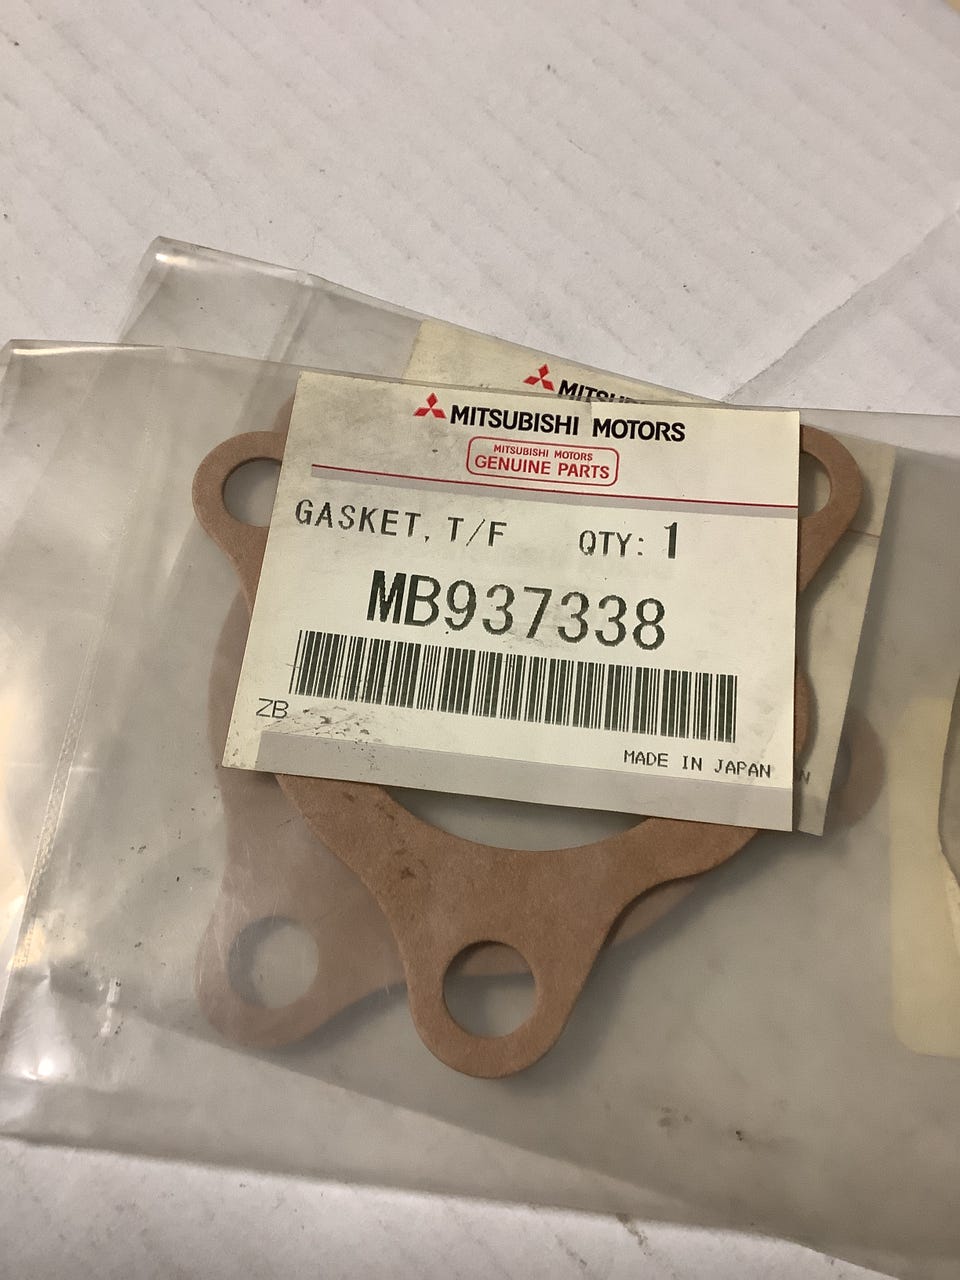 MITSUBISHI MOTORS
MITSUBISHI MOTORS
GENUINE PARTS
GASKET, T/F QTY: 1
MB937338
ZB
MADE IN JAPAN